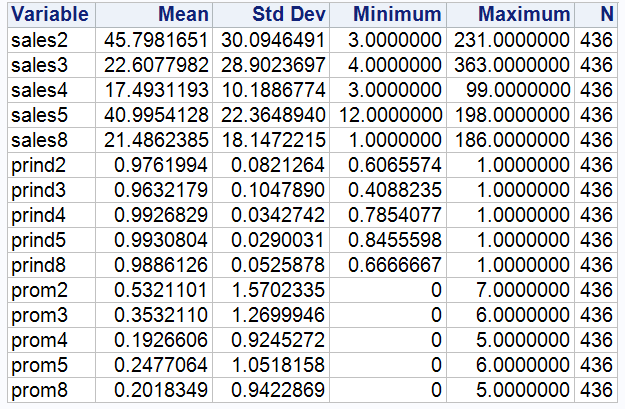 Variable Mean Std Dev Minimum Maximum N
sales2 45.7981651 30.0946491 3.0000000 231.0000000 436
sales3 22.6077982 28.9023697 4.0000000 363.0000000 436
sales4 17.4931193 10.1886774 3.0000000 99.0000000 436
sales5 40.9954128 22.3648940 12.0000000 198.0000000 436
sales8 21.4862385 18.1472215 1.0000000 186.0000000 436
prind2 0.9761994 0.0821264 0.6065574 1.0000000 436
prind3 0.9632179 0.1047890 0.4088235 1.0000000 436
prind4 0.9926829 0.0342742 0.7854077 1.0000000 436
prind5 0.9930804 0.0290031 0.8455598 1.0000000 436
prind8 0.9886126 0.0525878 0.6666667 1.0000000 436
prom2 0.5321101 1.5702335 0 7.0000000 436
prom3 0.3532110 1.2699946 0 6.0000000 436
prom4 0.1926606 0.9245272 0 5.0000000 436
prom5 0.2477064 1.0518158 0 6.0000000 436
prom8 0.2018349 0.9422869 0 5.0000000 436